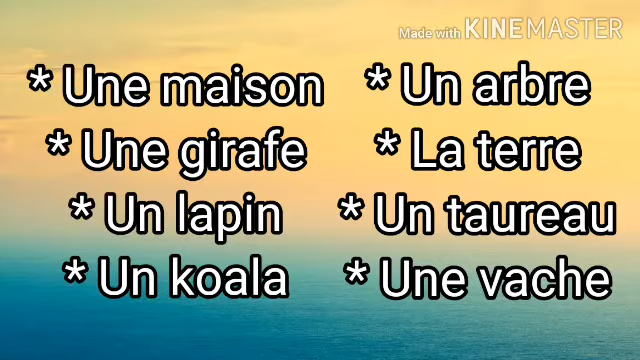 Made with KINEMASTER
* Une maison
* Une girafe
* Un lapin
* Un koala
* Un arbre
* La terre
* Un taureau
* Une vache